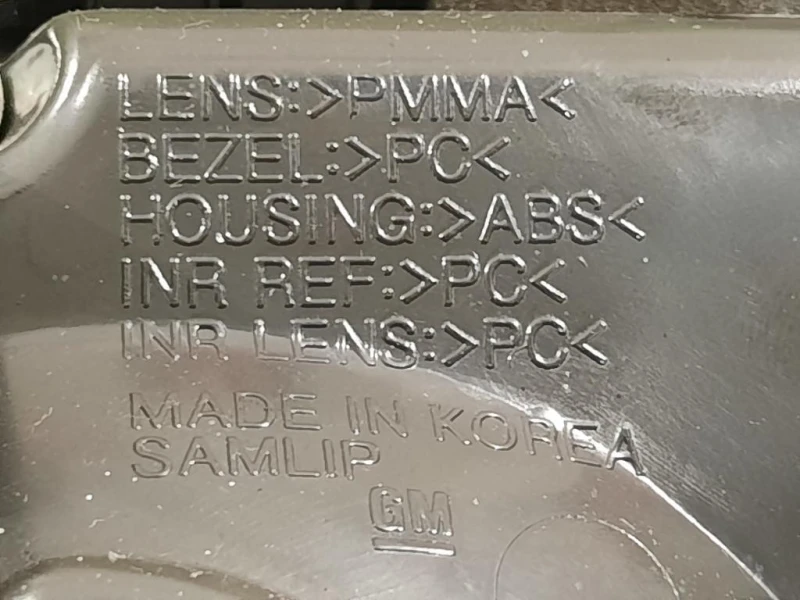 LENS:>PMMA<
BEZEL:>PC<
HOUSING:>ABS<
INR REF:>PC<
INR LENS:>PC<
MADE IN KOREA
SAMLIP
GM